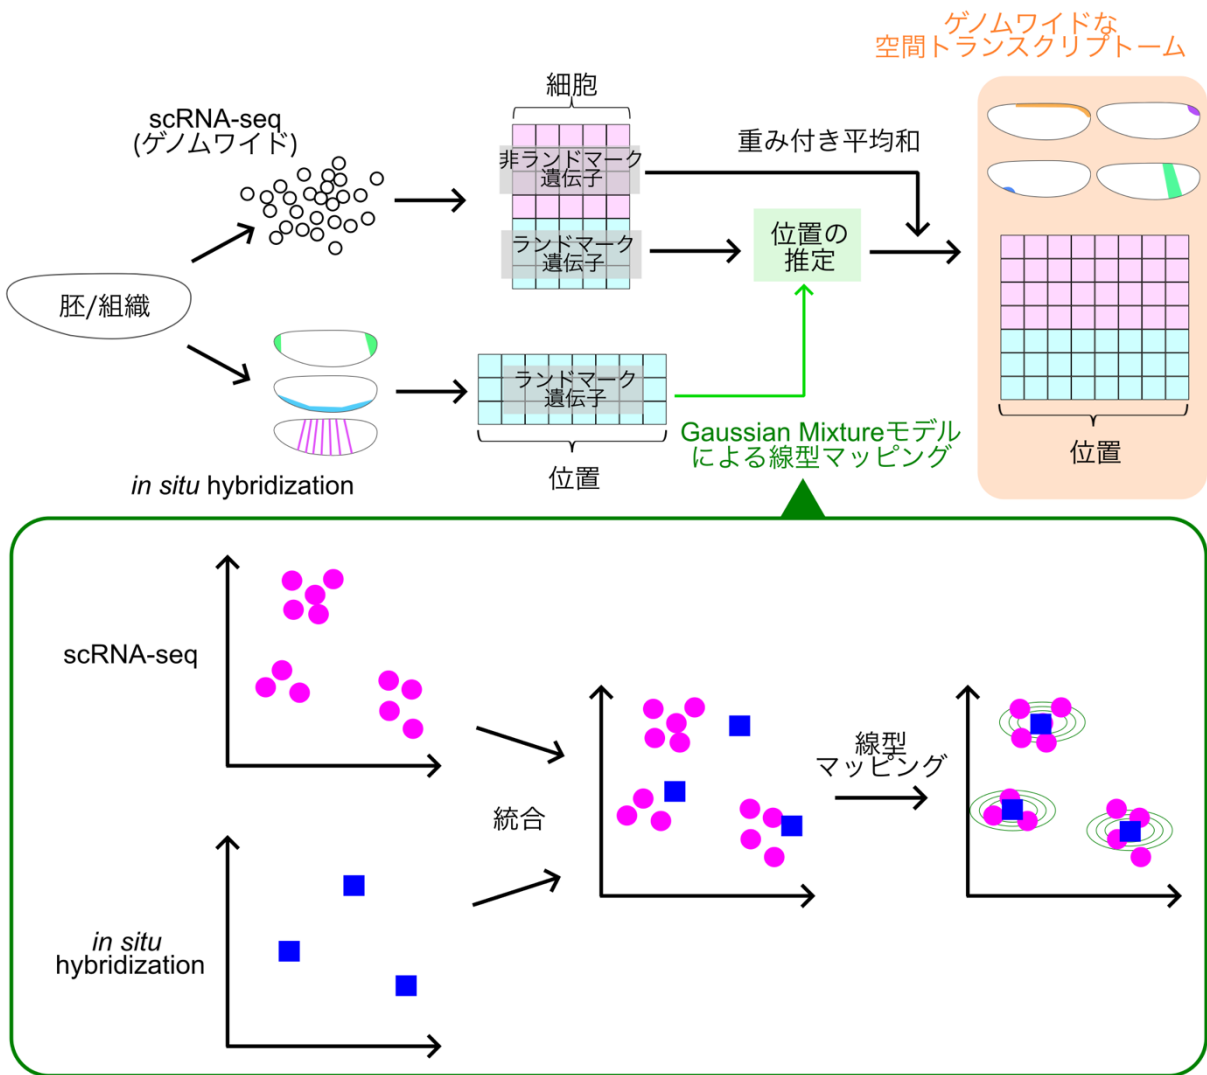 ゲノムワイドな
空間トランスクリプトーム
細胞
scRNA-seq
(ゲノムワイド)
非ランドマーク
遺伝子
重み付き平均和
ランドマーク
遺伝子
位置の
推定
胚/組織
ランドマーク
遺伝子
Gaussian Mixtureモデル
による線型マッピング
位置
位置
in situ hybridization
scRNA-seq
統合
線型
マッピング
in situ
hybridization